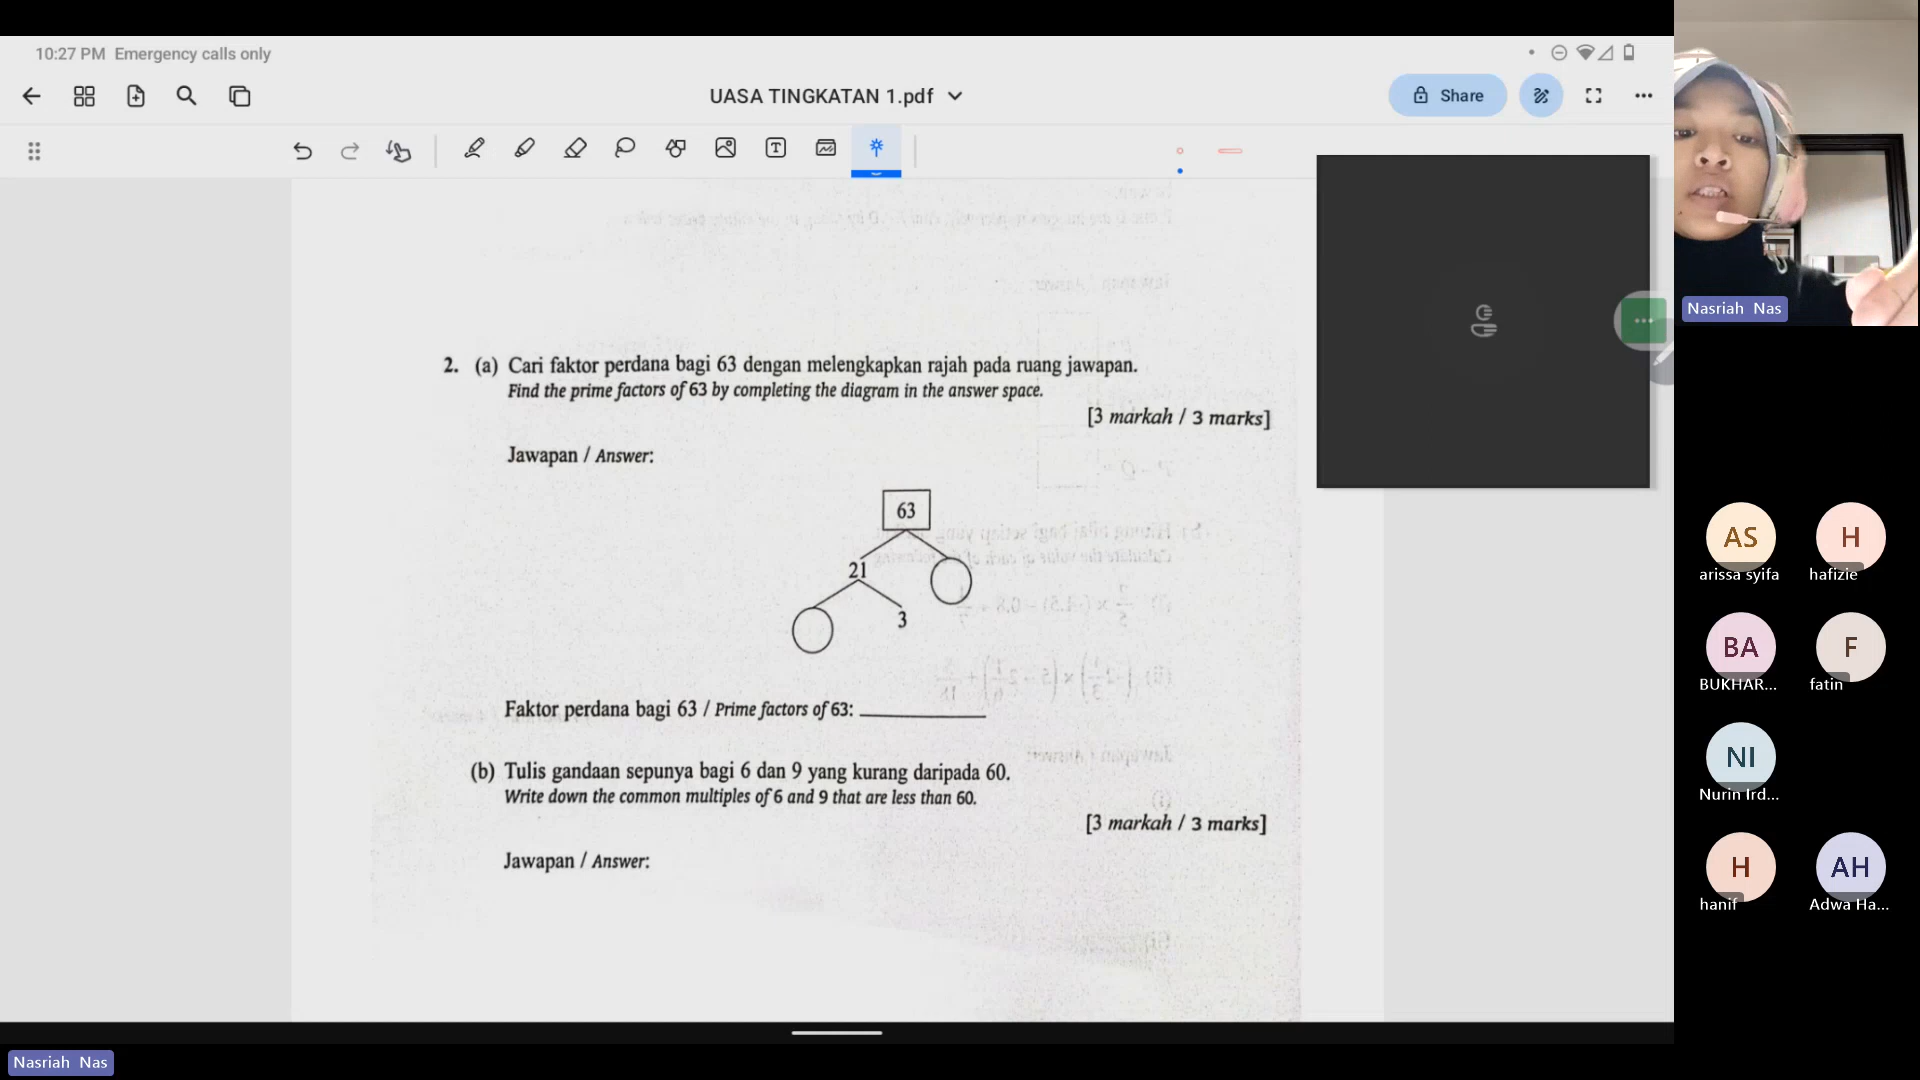 10:27 PM Emergency calls only
UASA TINGKATAN 1.pdf
Share
2. (a) Cari faktor perdana bagi 63 dengan melengkapkan rajah pada ruang jawapan.
Find the prime factors of 63 by completing the diagram in the answer space.
[3 markah / 3 marks]
Jawapan / Answer:
63
21
3
Faktor perdana bagi 63 / Prime factors of 63:
(b) Tulis gandaan sepunya bagi 6 dan 9 yang kurang daripada 60.
Write down the common multiples of 6 and 9 that are less than 60.
[3 markah / 3 marks]
Jawapan / Answer:
Nasriah Nas
AS
arissa syifa
H
hafizie
BA
BUKHAR...
F
fatin
NI
Nurin Ird...
H
hanif
AH
Adwa Ha...
Nasriah Nas